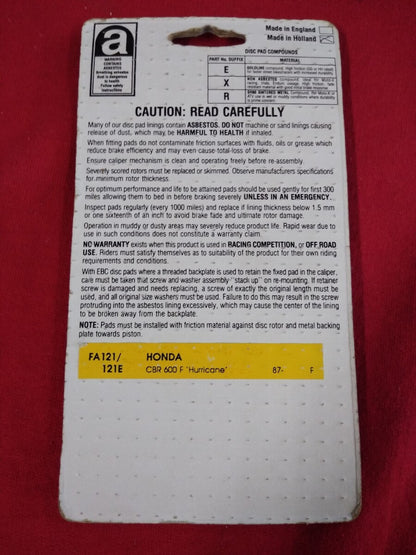 a
WARNING
CONTAINS
ASBESTOS
Breathing asbestos
dust is dangerous
to health
Follow safety
instructions
Made in England
Made in Holland
DISC PAD COMPOUNDS
PART No. SUFFIX
MATERIAL
E
X
R
CAUTION: READ CAREFULLY
Many of our disc pad linings contain ASBESTOS. DO NOT machine or sand linings causing
release of dust, which may be HARMFUL TO HEALTH if inhaled.
When fitting pads do not contaminate friction surfaces with fluids, oils or grease which
reduce brake efficiency and may even cause total-loss of brake.
Ensure caliper mechanism is clean and operating freely before re-assembly.
Severely scored rotors must be replaced or skimmed. Observe manufacturers specifications
for minimum rotor thickness.
For optimum performance and life to be attained pads should be used gently for first 300
miles allowing them to bed in before braking severely UNLESS IN AN EMERGENCY.
Inspect pads regularly (every 1000 miles) and replace if lining thickness below 1.5 mm
or one sixteenth of an inch to avoid brake fade and ultimate rotor damage.
Operation in muddy or dusty areas may severely reduce product life. Rapid wear due to
use in such conditions does not constitute a warranty claim.
NO WARRANTY exists when this product is used in RACING COMPETITION, or OFF ROAD
USE. Riders must satisfy themselves as to suitability of the product for their own riding
requirements and conditions.
With EBC disc pads where a threaded backplate is used to retain the fixed pad in the caliper,
care must be taken that screw and washer assembly "stack up" on re-mounting. If retainer
screw is damaged and needs replacing, a screw of exactly the original length must be
used, and all original size washers must be used. Failure to do this may result in the screw
protruding into the asbestos lining excessively, which may cause the center of the lining
to be broken away from the backplate.
NOTE: Pads must be installed with friction material against disc rotor and metal backing
plate towards piston.
FA121/ HONDA
121E CBR 600 F 'Hurricane' 87- F